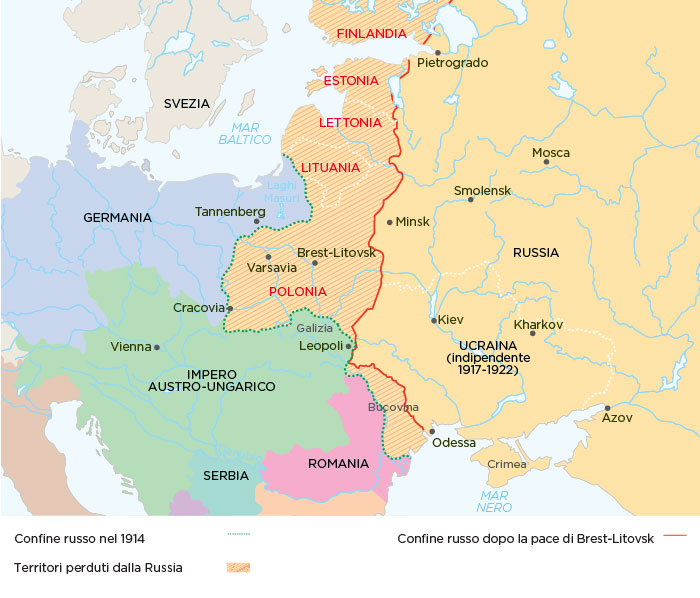 FINLANDIA
Pietrogrado
ESTONIA
SVEZIA
LETTONIA
MAR
BALTICO
Mosca
LITUANIA
Laghi
Masuri
Smolensk
Tannenberg
GERMANIA
Minsk
Brest-Litovsk
RUSSIA
Varsavia
POLONIA
Cracovia
Galizia
Kiev
Kharkov
Vienna
Leopoli
UCRAINA
(indipendente
1917-1922)
IMPERO
AUSTRO-UNGARICO
Bucovina
Azov
Odessa
ROMANIA
Crimea
SERBIA
MAR
NERO
Confine russo nel 1914
Confine russo dopo la pace di Brest-Litovsk
Territori perduti dalla Russia